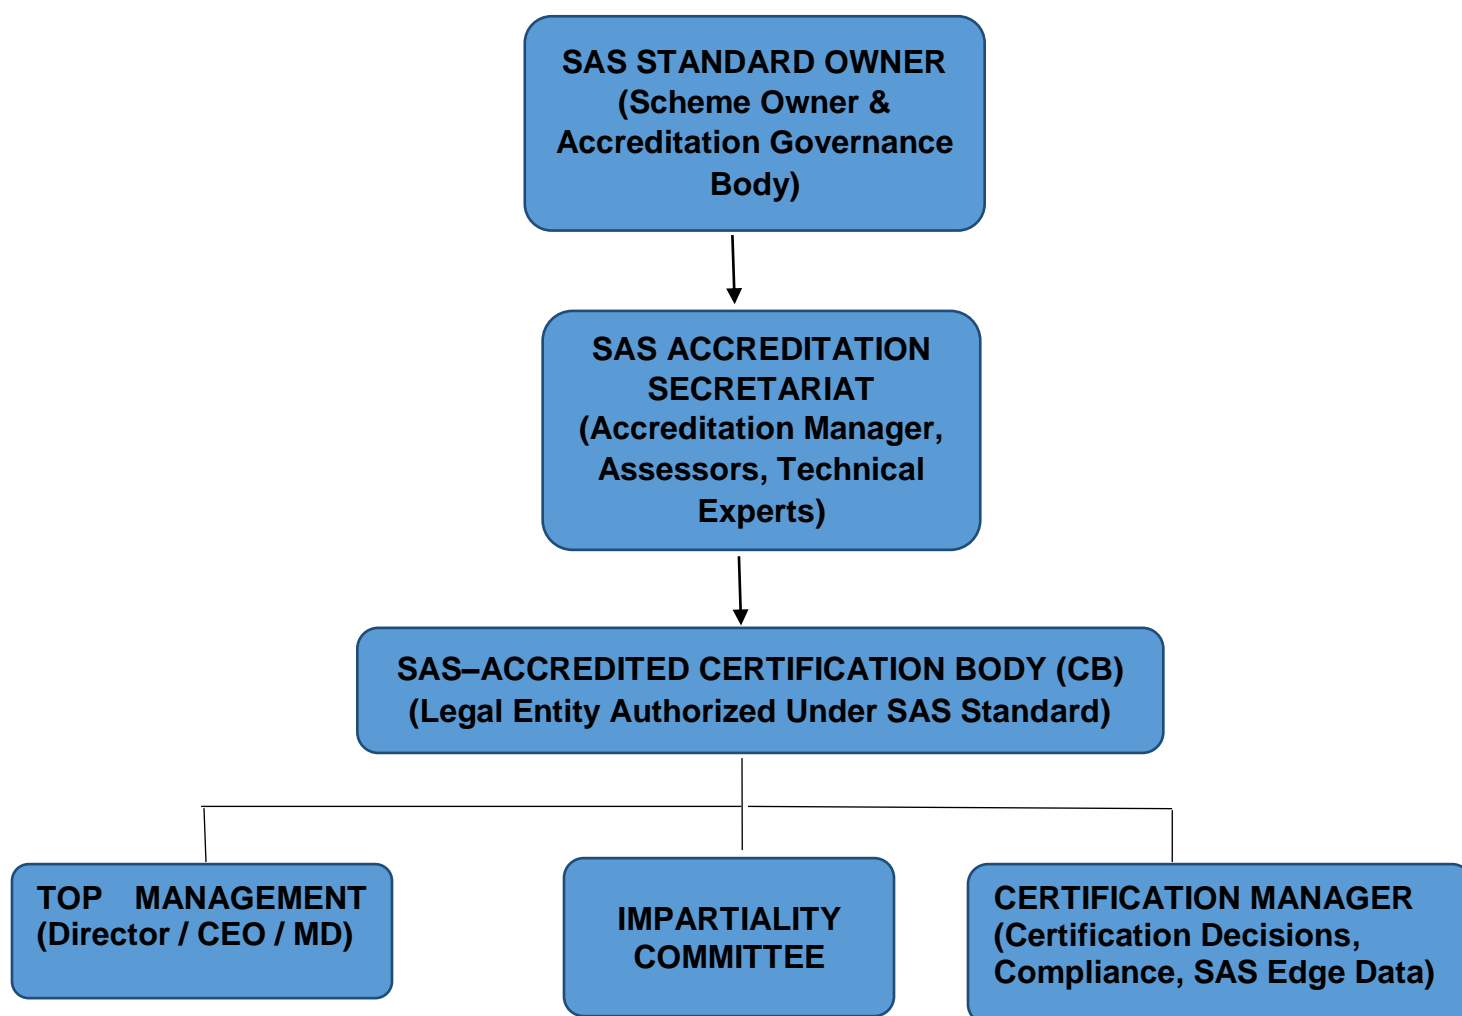 SAS STANDARD OWNER
(Scheme Owner &
Accreditation Governance
Body)
SAS ACCREDITATION
SECRETARIAT
(Accreditation Manager,
Assessors, Technical
Experts)
SAS–ACCREDITED CERTIFICATION BODY (CB)
(Legal Entity Authorized Under SAS Standard)
TOP MANAGEMENT
(Director / CEO / MD)
IMPARTIALITY
COMMITTEE
CERTIFICATION MANAGER
(Certification Decisions,
Compliance, SAS Edge Data)